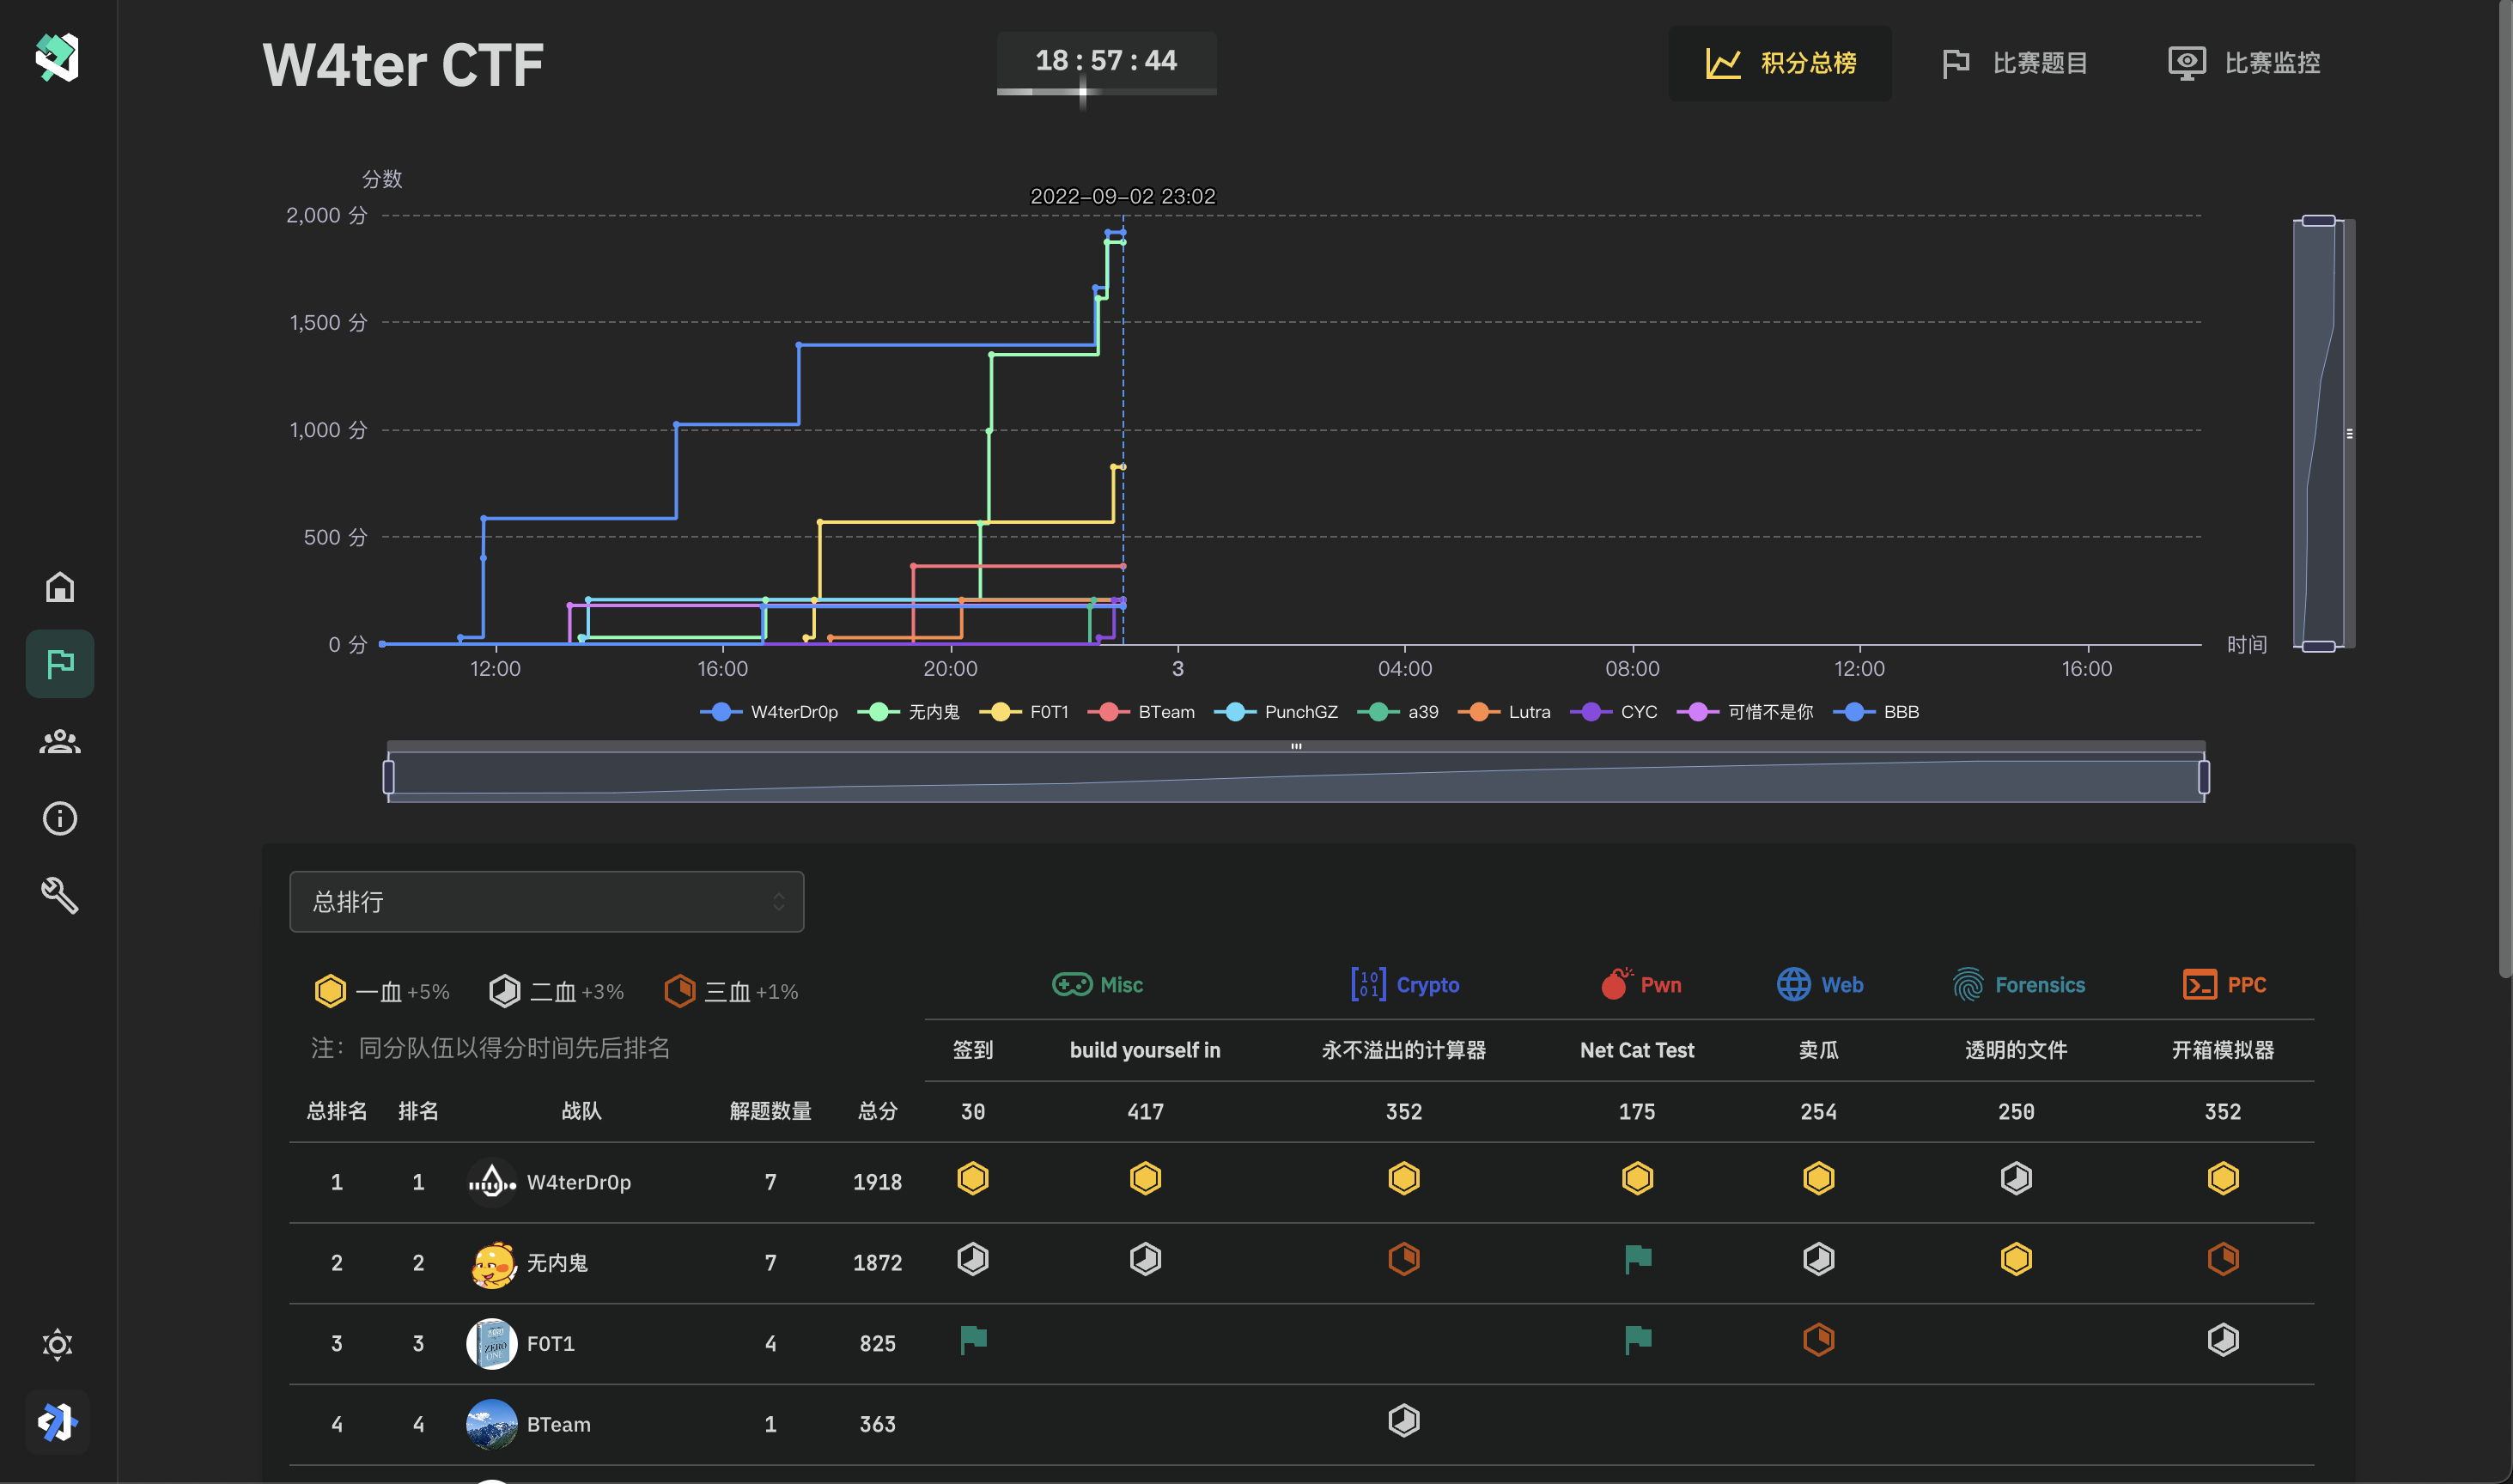 W4ter CTF
18 : 57 : 44
积分总榜
比赛题目
比赛监控
分数
2022-09-02 23:02
2,000 分
1,500 分
1,000 分
500 分
0 分
时间
12:00 16:00 20:00 3 04:00 08:00 12:00 16:00
W4terDr0p 无内鬼 F0T1 BTeam PunchGZ a39 Lutra CYC 可惜不是你 BBB
总排行
一血 +5% 二血 +3% 三血 +1%
Misc Crypto Pwn Web Forensics PPC
注：同分队伍以得分时间先后排名
签到 build yourself in 永不溢出的计算器 Net Cat Test 卖瓜 透明的文件 开箱模拟器
总排名 排名 战队 解题数量 总分 30 417 352 175 254 250 352
1 1 W4terDr0p 7 1918
2 2 无内鬼 7 1872
3 3 F0T1 4 825
4 4 BTeam 1 363